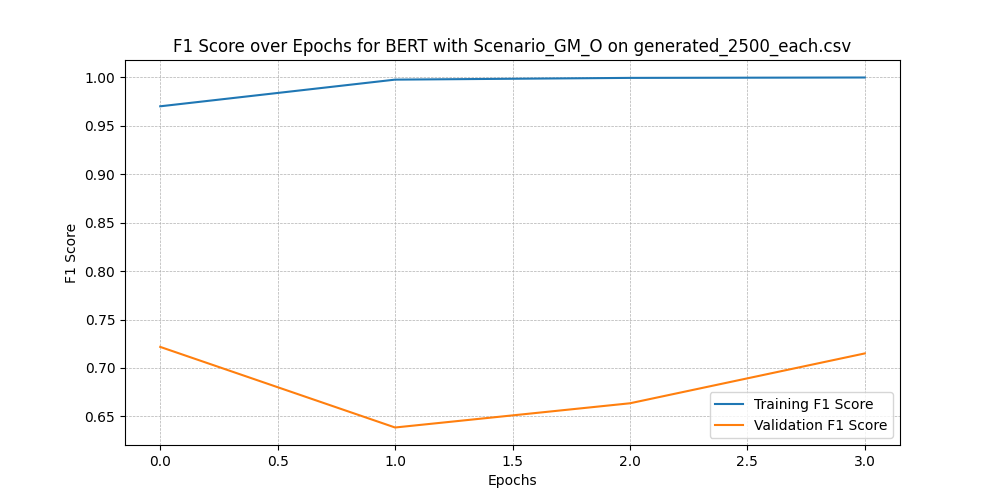 F1 Score over Epochs for BERT with Scenario_GM_O on generated_2500_each.csv
F1 Score
1.00
0.95
0.90
0.85
0.80
0.75
0.70
0.65
Training F1 Score
Validation F1 Score
0.0 0.5 1.0 1.5 2.0 2.5 3.0
Epochs